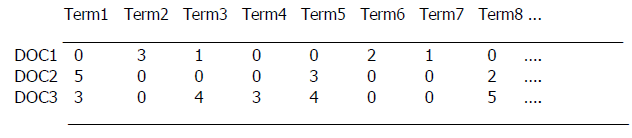 Term1 Term2 Term3 Term4 Term5 Term6 Term7 Term8 ...
DOC1 0 3 1 0 0 2 1 0 ....
DOC2 5 0 0 0 3 0 0 2 ....
DOC3 3 0 4 3 4 0 0 5 ....